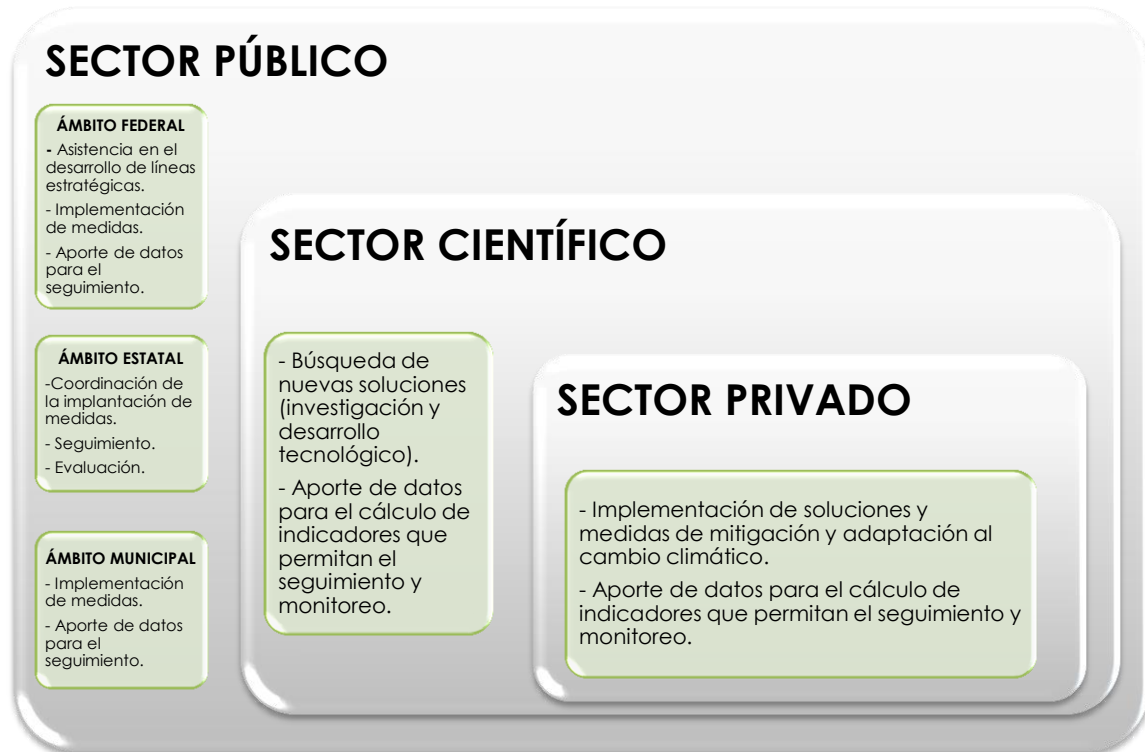 SECTOR PÚBLICO
ÁMBITO FEDERAL
- Asistencia en el
desarrollo de líneas
estratégicas.
- Implementación
de medidas.
- Aporte de datos
para el
seguimiento.
ÁMBITO ESTATAL
-Coordinación de
la implantación de
medidas.
- Seguimiento.
- Evaluación.
ÁMBITO MUNICIPAL
- Implementación
de medidas.
- Aporte de datos
para el
seguimiento.
SECTOR CIENTÍFICO
- Búsqueda de
nuevas soluciones
(investigación y
desarrollo
tecnológico).
- Aporte de datos
para el cálculo de
indicadores que
permitan el
seguimiento y
monitoreo.
SECTOR PRIVADO
- Implementación de soluciones y
medidas de mitigación y adaptación al
cambio climático.
- Aporte de datos para el cálculo de
indicadores que permitan el seguimiento y
monitoreo.